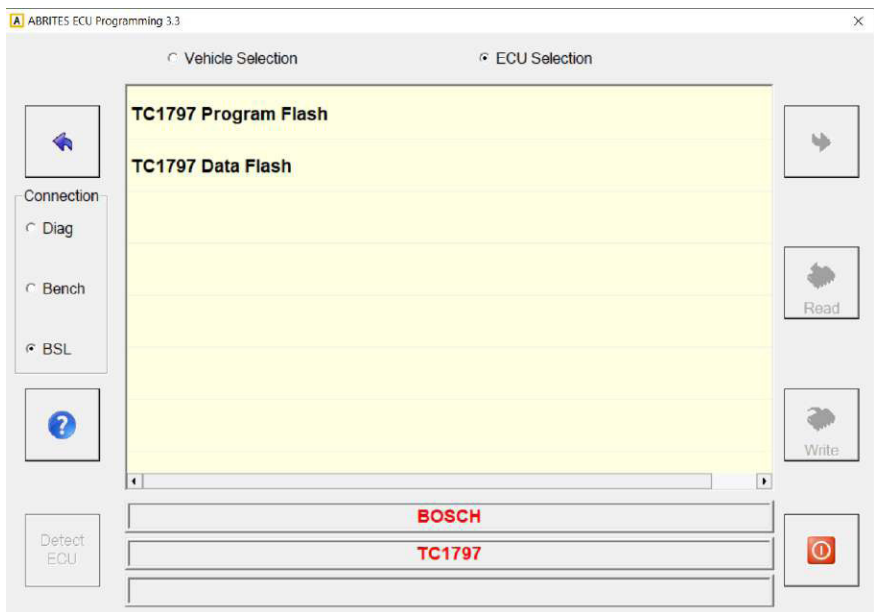 A ABRITES ECU Programming 3.3
Vehicle Selection
ECU Selection
TC1797 Program Flash
TC1797 Data Flash
Connection
Diag
Bench
BSL
?
Read
Write
Detect
ECU
BOSCH
TC1797